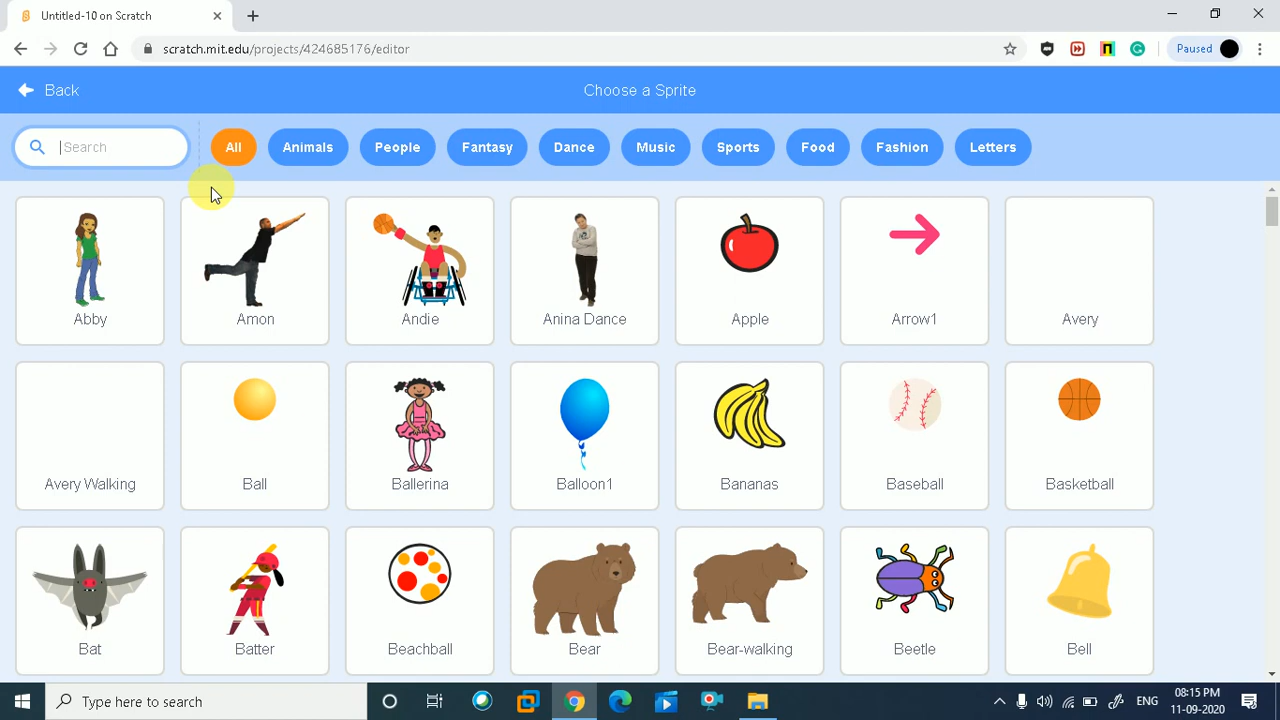 Untitled-10 on Scratch
scratch.mit.edu/projects/424685176/editor
Paused
Back
Choose a Sprite
Search
All
Animals
People
Fantasy
Dance
Music
Sports
Food
Fashion
Letters
Abby
Amon
Andie
Anina Dance
Apple
Arrow1
Avery
Avery Walking
Ball
Ballerina
Balloon1
Bananas
Baseball
Basketball
Bat
Batter
Beachball
Bear
Bear-walking
Beetle
Bell
Type here to search
ENG
08:15 PM
11-09-2020